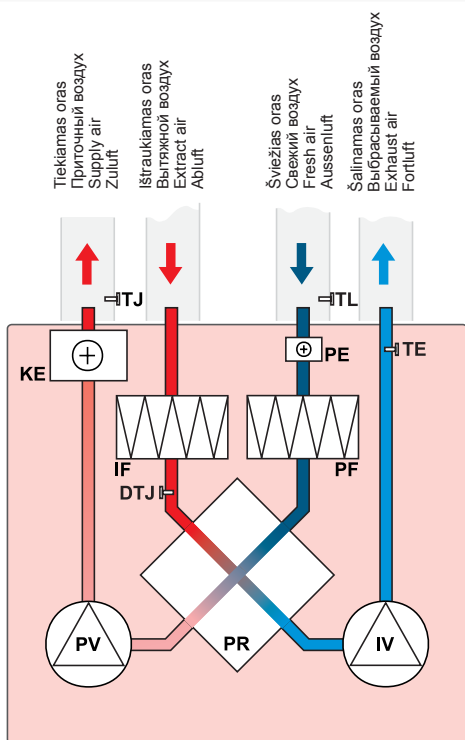 Tiekiamas oras
Приточный воздух
Supply air
Zuluft
Ištraukiamas oras
Вытяжной воздух
Extract air
Abluft
Šviežias oras
Свежий воздух
Fresh air
Aussenluft
Šalinamas oras
Выбрасываемый воздух
Exhaust air
Fortluft
TJ
TL
KE
PE
TE
IF
PF
DTJ
PV
PR
IV